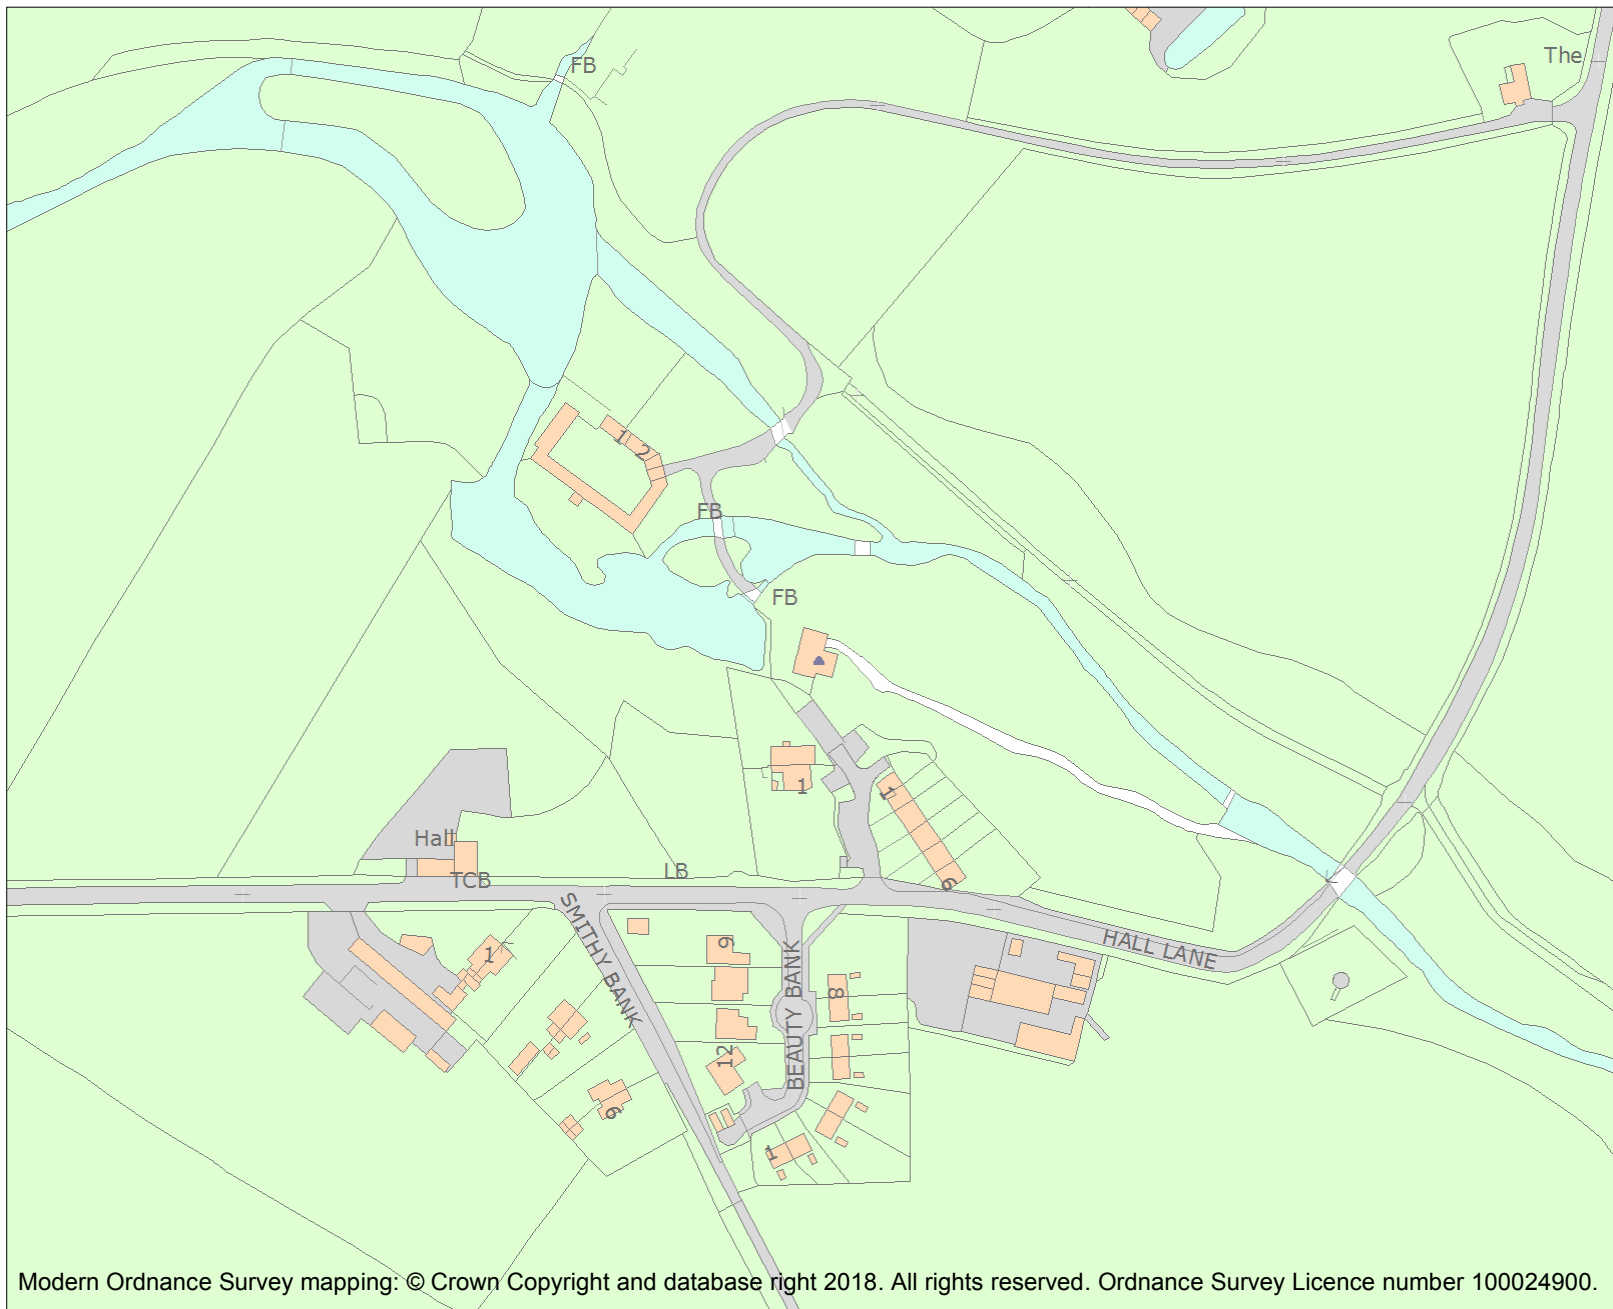 The
FB
1
2
FB
FB
1
1
Hall
LB
TCB
6
SMITHY BANK
9
HALL LANE
1
BEAUTY BANK
8
12
6
1
Modern Ordnance Survey mapping: © Crown Copyright and database right 2018. All rights reserved. Ordnance Survey Licence number 100024900.